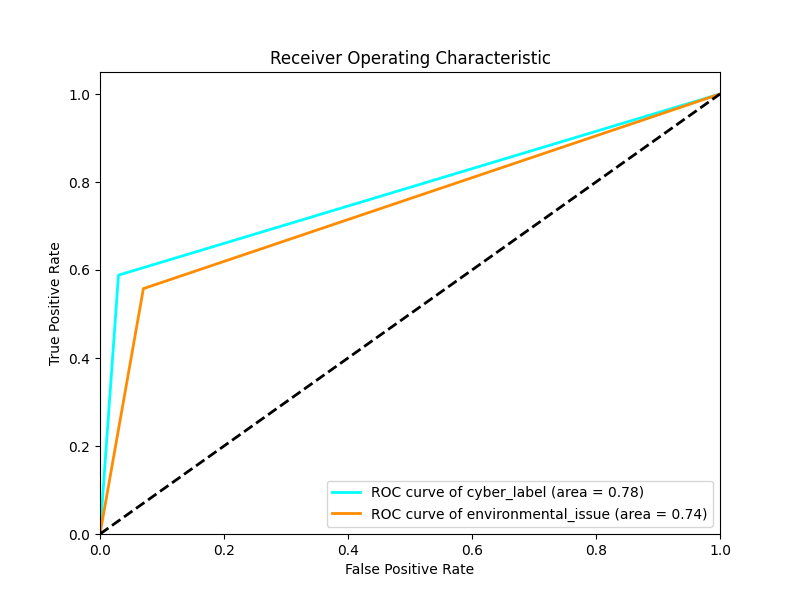 Receiver Operating Characteristic
1.0
0.8
0.6
0.4
0.2
0.0
True Positive Rate
0.0 0.2 0.4 0.6 0.8 1.0
False Positive Rate
ROC curve of cyber_label (area = 0.78)
ROC curve of environmental_issue (area = 0.74)